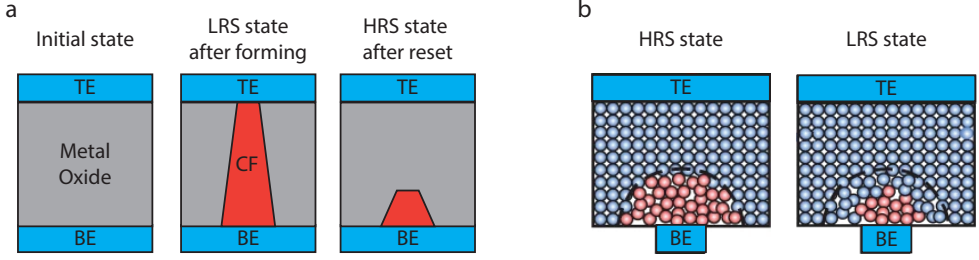 a
Initial state
LRS state
after forming
HRS state
after reset
TE
TE
TE
Metal
Oxide
CF
BE
BE
BE
b
HRS state
LRS state
TE
TE
BE
BE